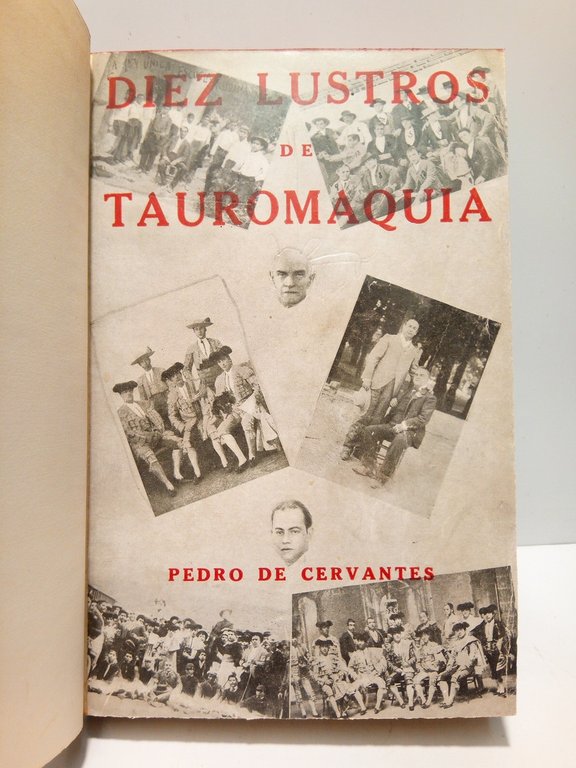 DIEZ LUSTROS
DE
TAUROMAQUIA
PEDRO DE CERVANTES